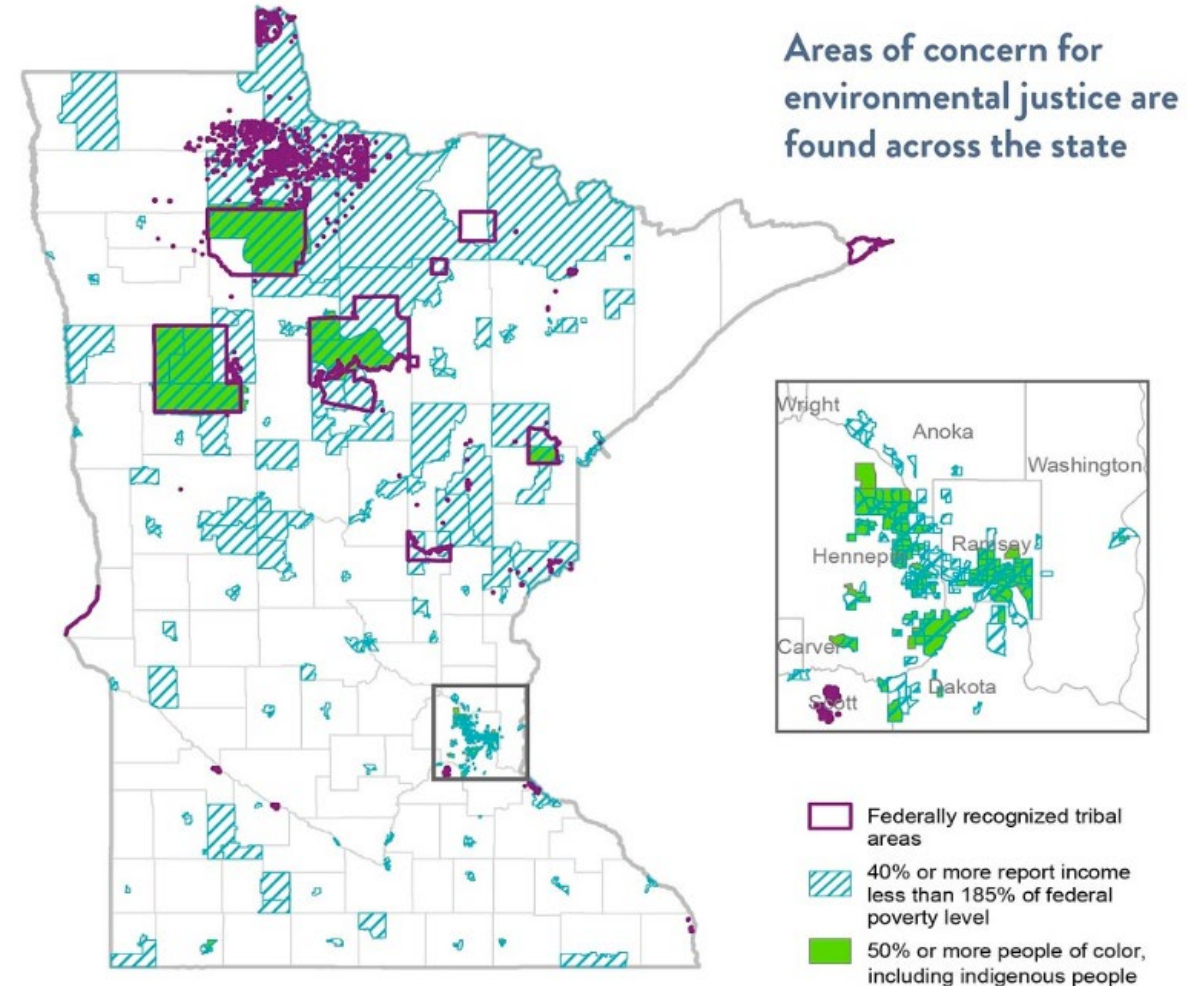 Areas of concern for
environmental justice are
found across the state
Wright
Anoka
Washington
Hennepin
Ramsey
Carver
Scott
Dakota
Federally recognized tribal
areas
40% or more report income
less than 185% of federal
poverty level
50% or more people of color,
including indigenous people